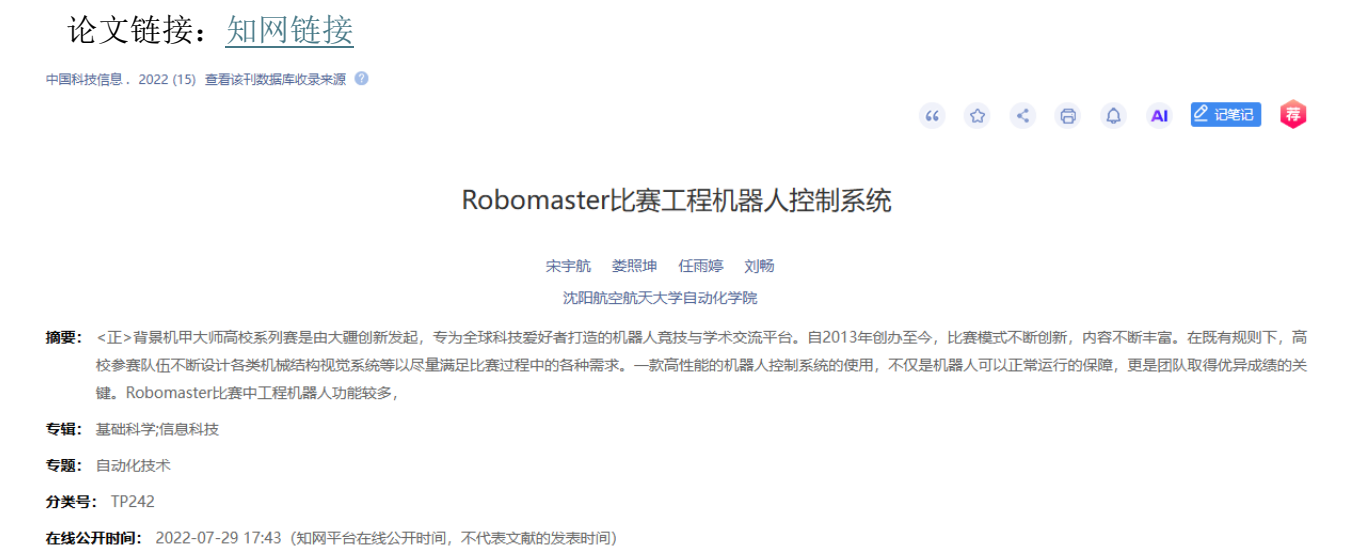 论文链接：知网链接
中国科技信息 . 2022 (15) 查看该刊数据库收录来源 ?
AI 记笔记 荐
Robomaster比赛工程机器人控制系统
宋宇航 娄照坤 任雨婷 刘畅
沈阳航空航天大学自动化学院
摘要： <正>背景机甲大师高校系列赛是由大疆创新发起，专为全球科技爱好者打造的机器人竞技与学术交流平台。自2013年创办至今，比赛模式不断创新，内容不断丰富。在既有规则下，高
校参赛队伍不断设计各类机械结构视觉系统等以尽量满足比赛过程中的各种需求。一款高性能的机器人控制系统的使用，不仅是机器人可以正常运行的保障，更是团队取得优异成绩的关
键。Robomaster比赛中工程机器人功能较多，
专辑： 基础科学;信息科技
专题： 自动化技术
分类号： TP242
在线公开时间： 2022-07-29 17:43（知网平台在线公开时间，不代表文献的发表时间）